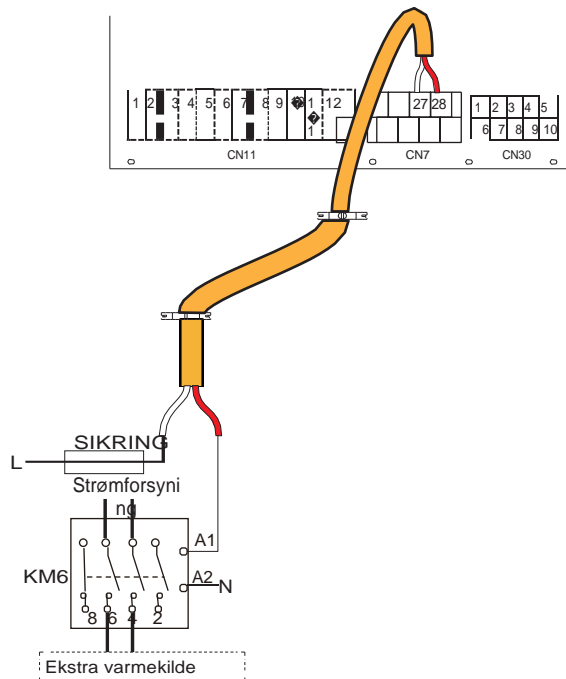 27 28
1 2 3 4 5 6 7 8 9 1 12
1
1 2 3 4 5
6 7 8 9 10
CN11 CN7 CN30
SIKRING
L
Strømforsyni
ng
A1
KM6
A2
N
8 6 4 2
Ekstra varmekilde